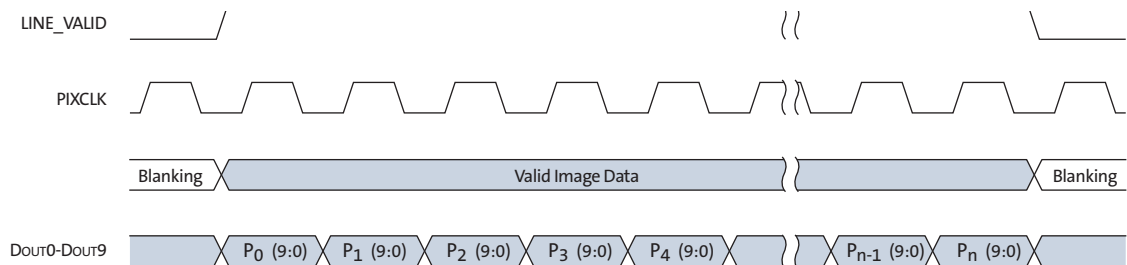 LINE_VALID
PIXCLK
Blanking Valid Image Data Blanking
DOUT0-DOUT9 P0 (9:0) P1 (9:0) P2 (9:0) P3 (9:0) P4 (9:0) Pn-1 (9:0) Pn (9:0)